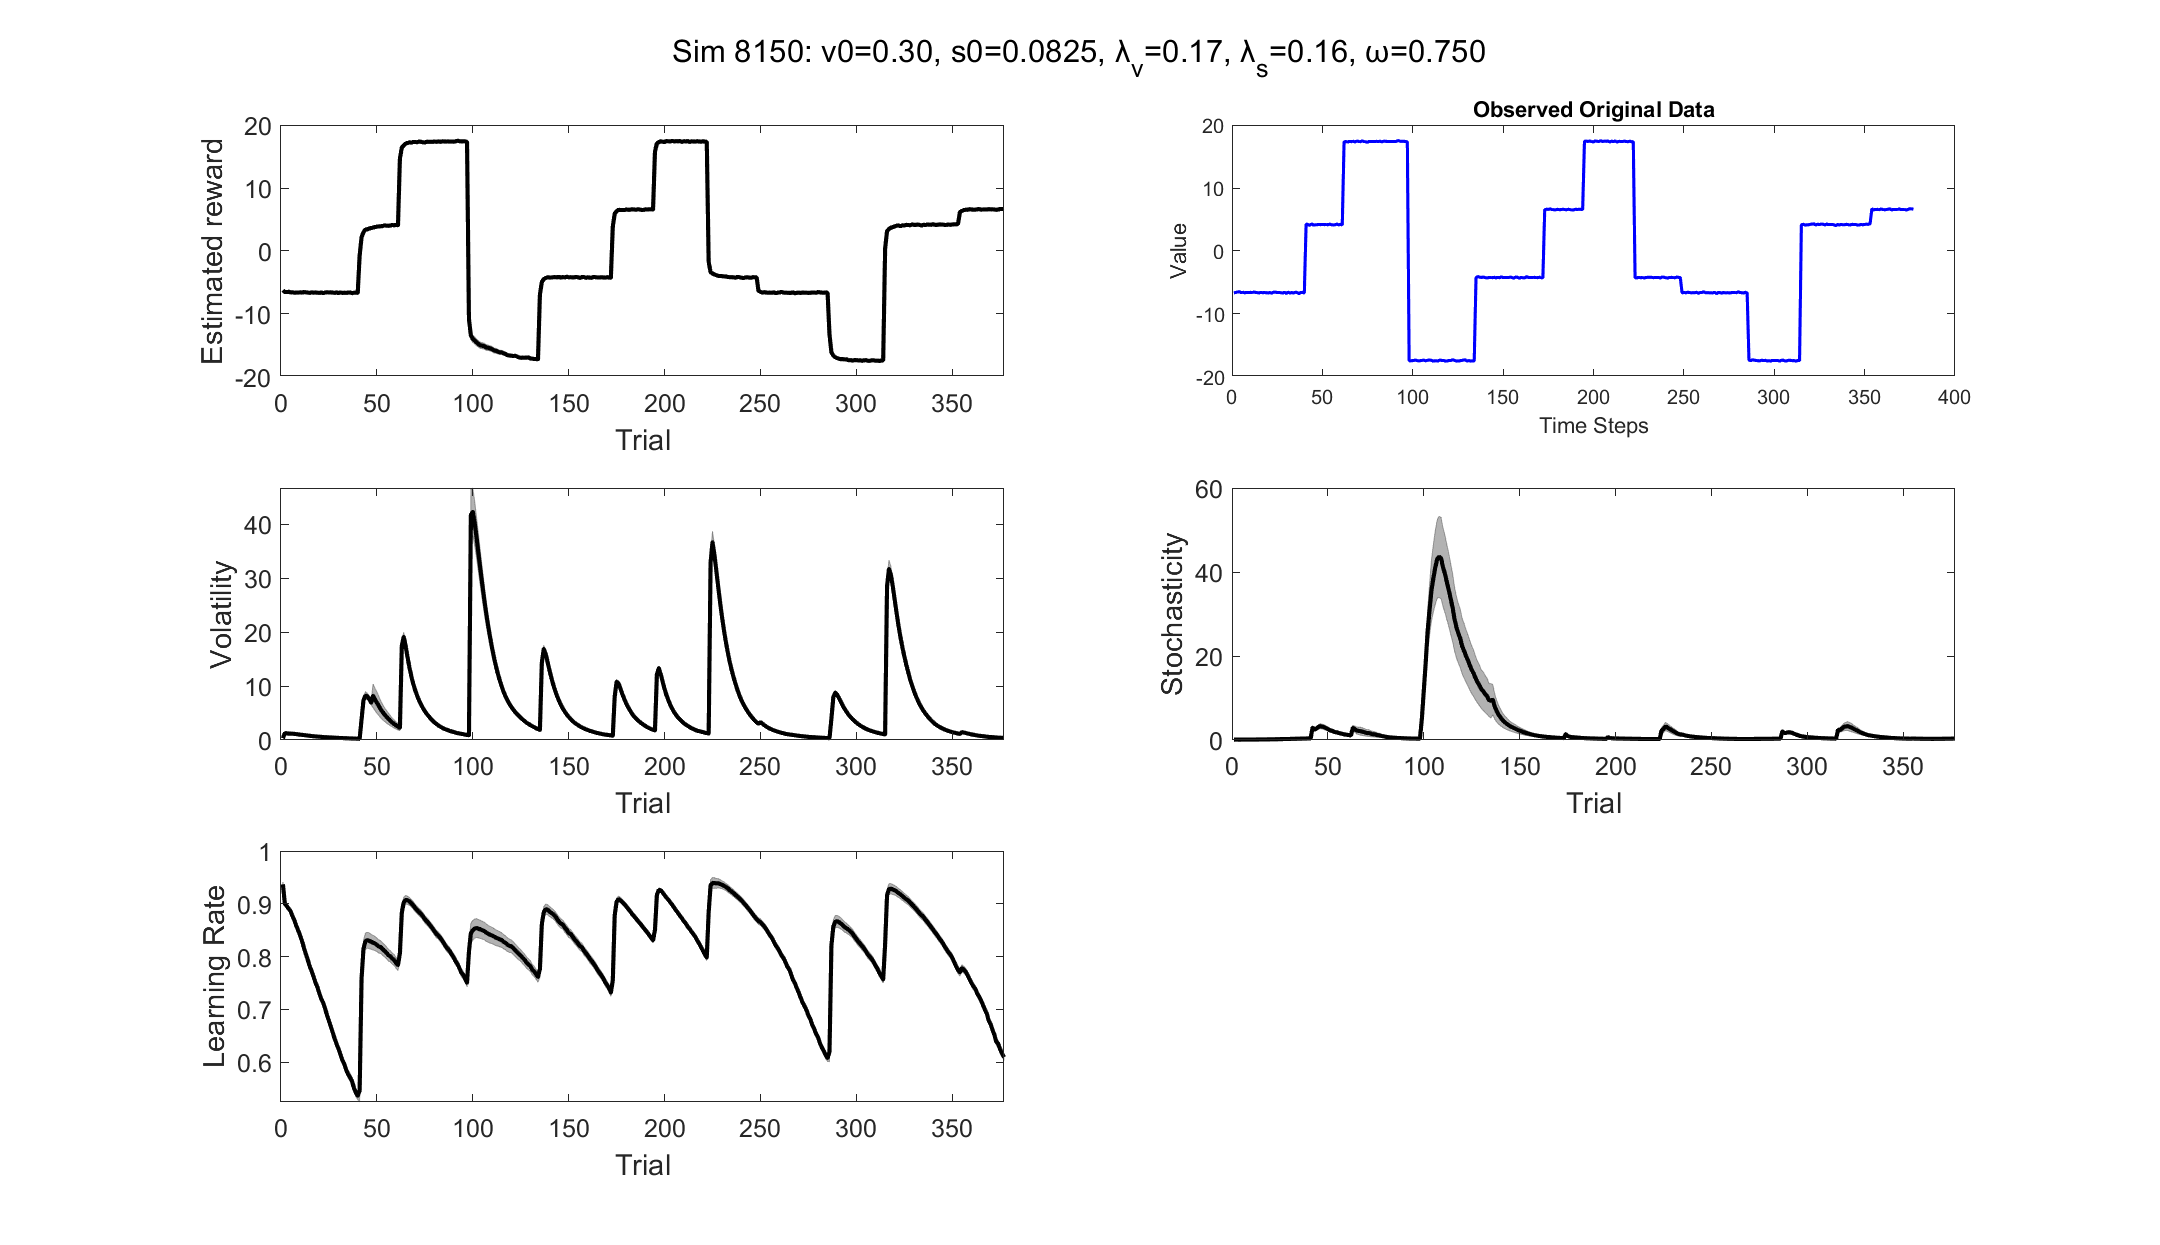 Sim 8150: v0=0.30, s0=0.0825, λ_v=0.17, λ_s=0.16, ω=0.750
Estimated reward
20
10
0
-10
-20
0 50 100 150 200 250 300 350
Trial
Observed Original Data
Value
20
10
0
-10
-20
0 50 100 150 200 250 300 350 400
Time Steps
Volatility
40
30
20
10
0
0 50 100 150 200 250 300 350
Trial
Stochasticity
60
40
20
0
0 50 100 150 200 250 300 350
Trial
Learning Rate
1
0.9
0.8
0.7
0.6
0 50 100 150 200 250 300 350
Trial